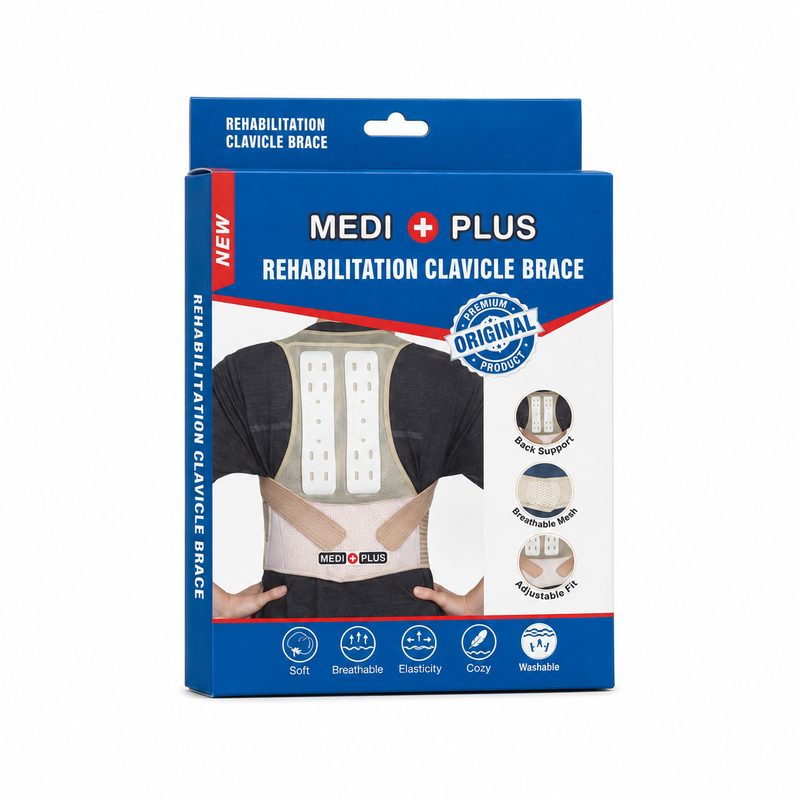 REHABILITATION
CLAVICLE BRACE
NEW
MEDI + PLUS
REHABILITATION CLAVICLE BRACE
REHABILITATION CLAVICLE BRACE
PREMIUM
ORIGINAL
PRODUCT
Back Support
Breathable Mesh
Adjustable Fit
MEDI + PLUS
Soft
Breathable
Elasticity
Cozy
Washable